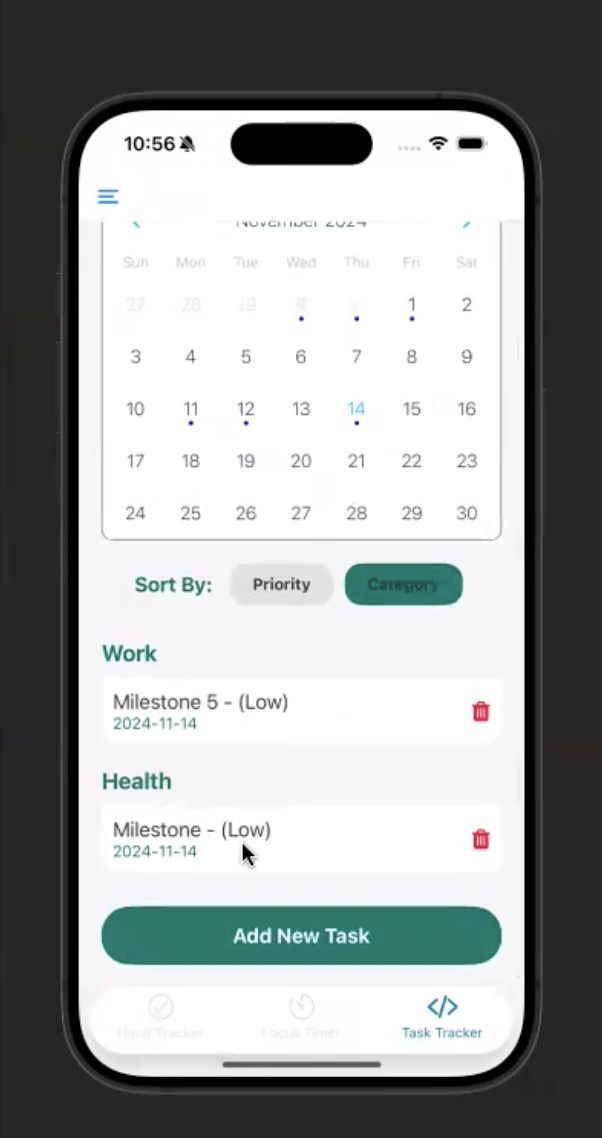 10:56
November 2024
Sun Mon Tue Wed Thu Fri Sat
27 28 29 30 31 1 2
3 4 5 6 7 8 9
10 11 12 13 14 15 16
17 18 19 20 21 22 23
24 25 26 27 28 29 30
Sort By: Priority Category
Work
Milestone 5 - (Low)
2024-11-14
Health
Milestone - (Low)
2024-11-14
Add New Task
Habit Tracker Focus Timer Task Tracker